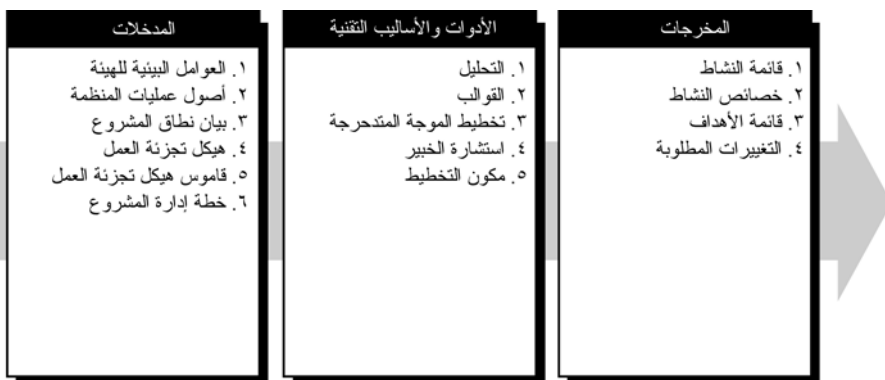 المدخلات
١. العوامل البيئية للهيئة
٢. أصول عمليات المنظمة
٣. بيان نطاق المشروع
٤. هيكل تجزئة العمل
٥. قاموس هيكل تجزئة العمل
٦. خطة إدارة المشروع
الأدوات والأساليب التقنية
١. التحليل
٢. القوالب
٣. تخطيط الموجة المتدحرجة
٤. استشارة الخبير
٥. مكون التخطيط
المخرجات
١. قائمة النشاط
٢. خصائص النشاط
٣. قائمة الأهداف
٤. التغييرات المطلوبة